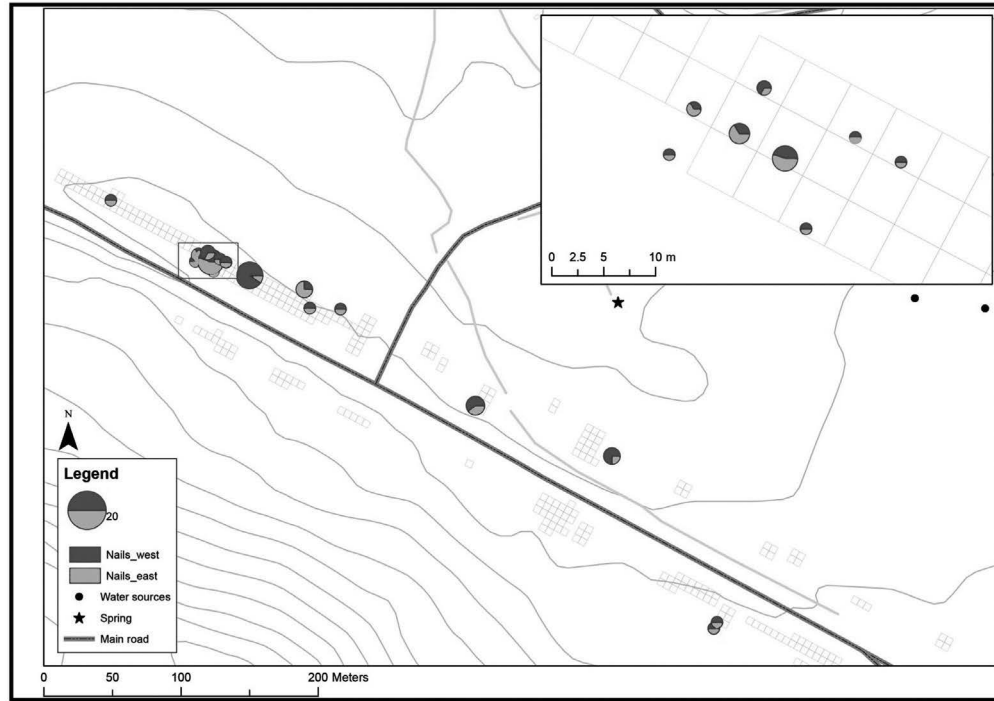 0 2.5 5 10 m
N
Legend
20
Nails_west
Nails_east
Water sources
Spring
Main road
0 50 100 200 Meters